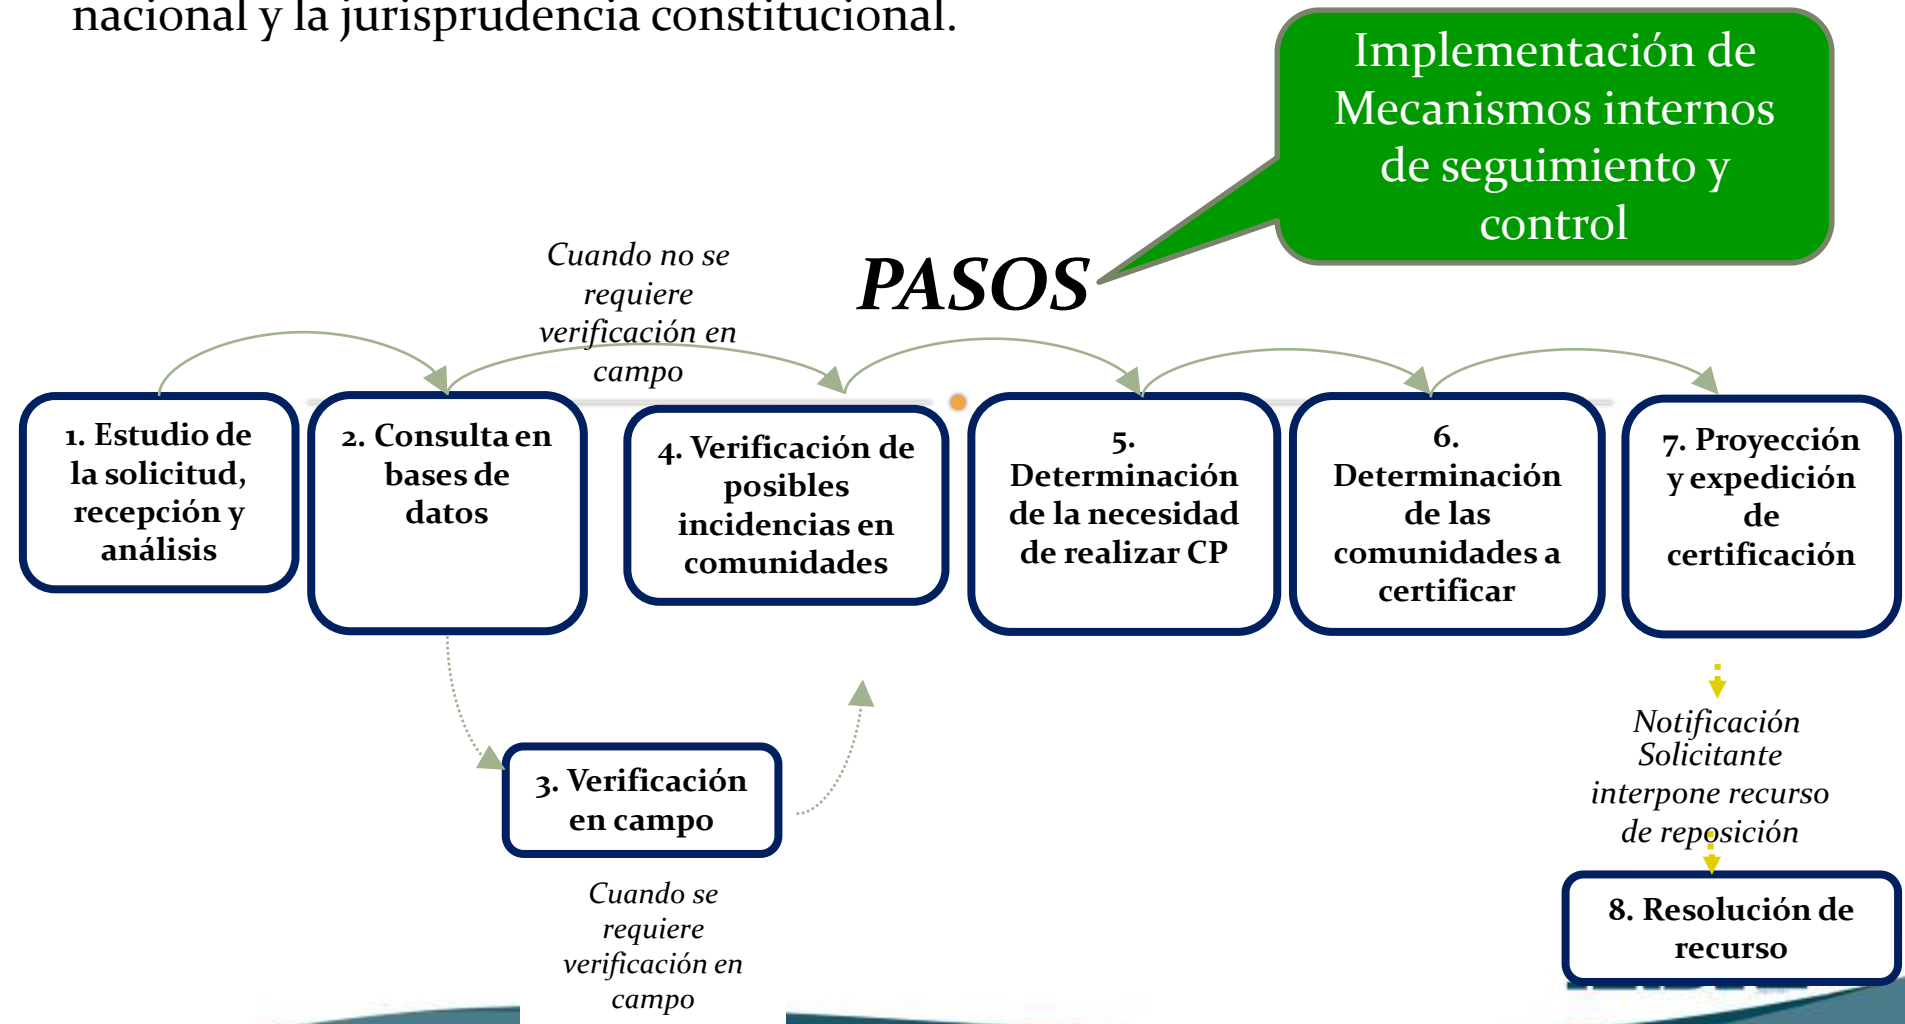 nacional y la jurisprudencia constitucional.
Implementación de
Mecanismos internos
de seguimiento y
control
PASOS
Cuando no se
requiere
verificación en
campo
1. Estudio de
la solicitud,
recepción y
análisis
2. Consulta en
bases de
datos
4. Verificación de
posibles
incidencias en
comunidades
5.
Determinación
de la necesidad
de realizar CP
6.
Determinación
de las
comunidades a
certificar
7. Proyección
y expedición
de
certificación
3. Verificación
en campo
Cuando se
requiere
verificación en
campo
Notificación
Solicitante
interpone recurso
de reposición
8. Resolución de
recurso